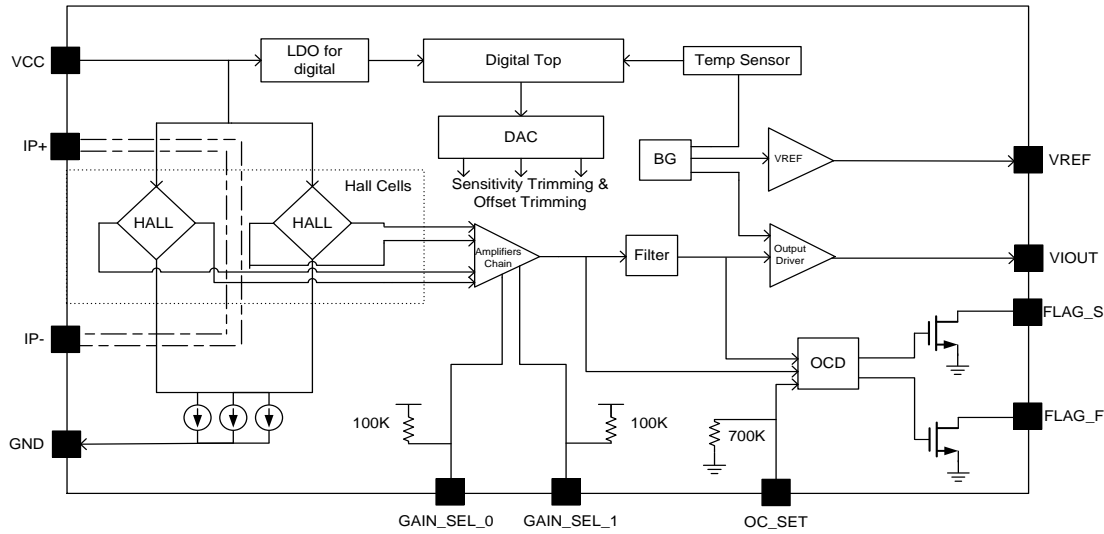 VCC
LDO for
digital
Digital Top
Temp Sensor
IP+
DAC
BG
VREF
VREF
Hall Cells
Sensitivity Trimming &
Offset Trimming
HALL
HALL
Amplifiers
Chain
Filter
Output
Driver
VIOUT
FLAG_S
IP-
OCD
100K
100K
700K
FLAG_F
GND
GAIN_SEL_0
GAIN_SEL_1
OC_SET